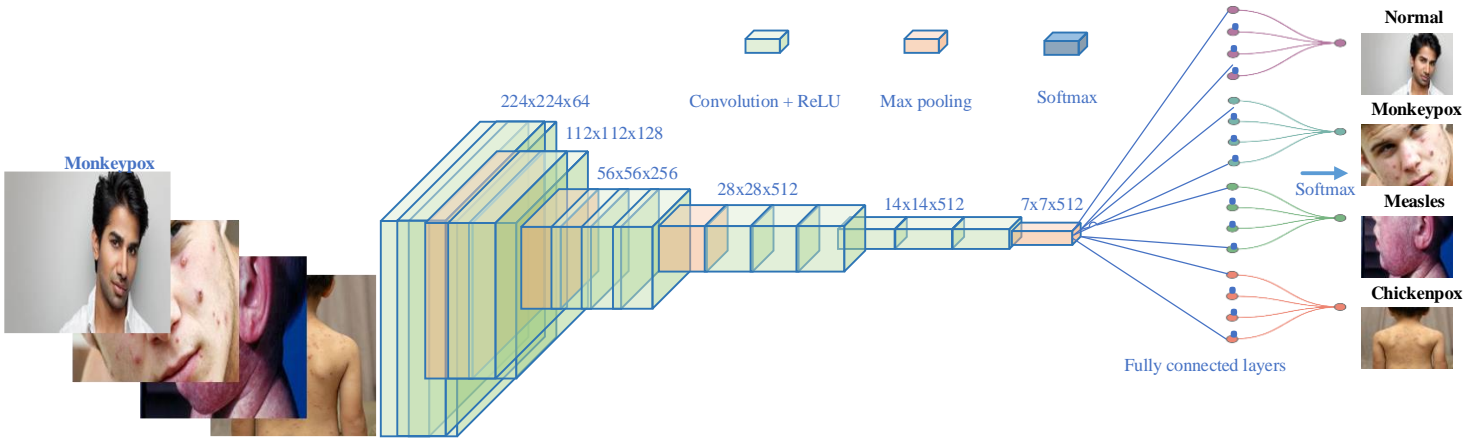 Monkeypox
224x224x64
112x112x128
56x56x256
28x28x512
14x14x512
7x7x512
Convolution + ReLU
Max pooling
Softmax
Fully connected layers
Softmax
Normal
Monkeypox
Measles
Chickenpox